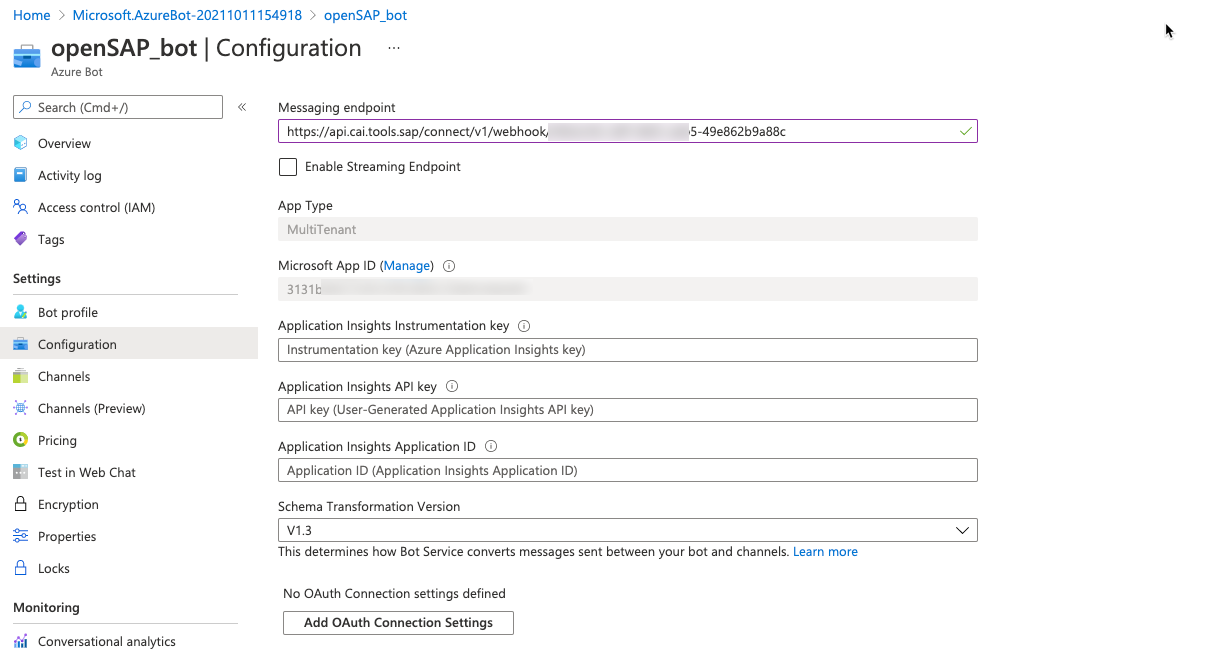 Home > Microsoft.AzureBot-20211011154918 > openSAP_bot
openSAP_bot | Configuration ...
Azure Bot
Search (Cmd+/) «
Overview
Activity log
Access control (IAM)
Tags
Settings
Bot profile
Configuration
Channels
Channels (Preview)
Pricing
Test in Web Chat
Encryption
Properties
Locks
Monitoring
Conversational analytics
Messaging endpoint
https://api.cai.tools.sap/connect/v1/webhook/ 5-49e862b9a88c
Enable Streaming Endpoint
App Type
MultiTenant
Microsoft App ID (Manage)
3131b
Application Insights Instrumentation key
Instrumentation key (Azure Application Insights key)
Application Insights API key
API key (User-Generated Application Insights API key)
Application Insights Application ID
Application ID (Application Insights Application ID)
Schema Transformation Version
V1.3
This determines how Bot Service converts messages sent between your bot and channels. Learn more
No OAuth Connection settings defined
Add OAuth Connection Settings